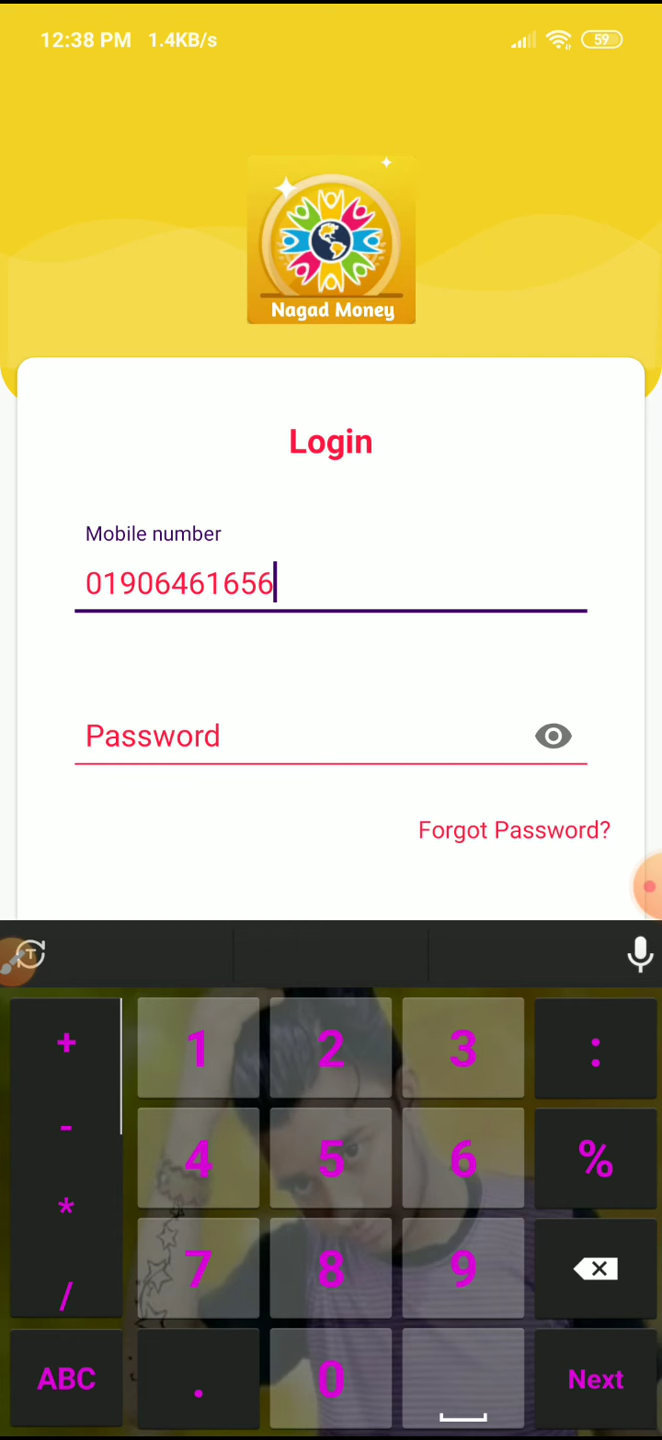 12:38 PM 1.4KB/s 59
Nagad Money
Login
Mobile number
01906461656
Password
Forgot Password?
T
+ 1 2 3 :
- 4 5 6 %
* 7 8 9
/
ABC . 0 Next